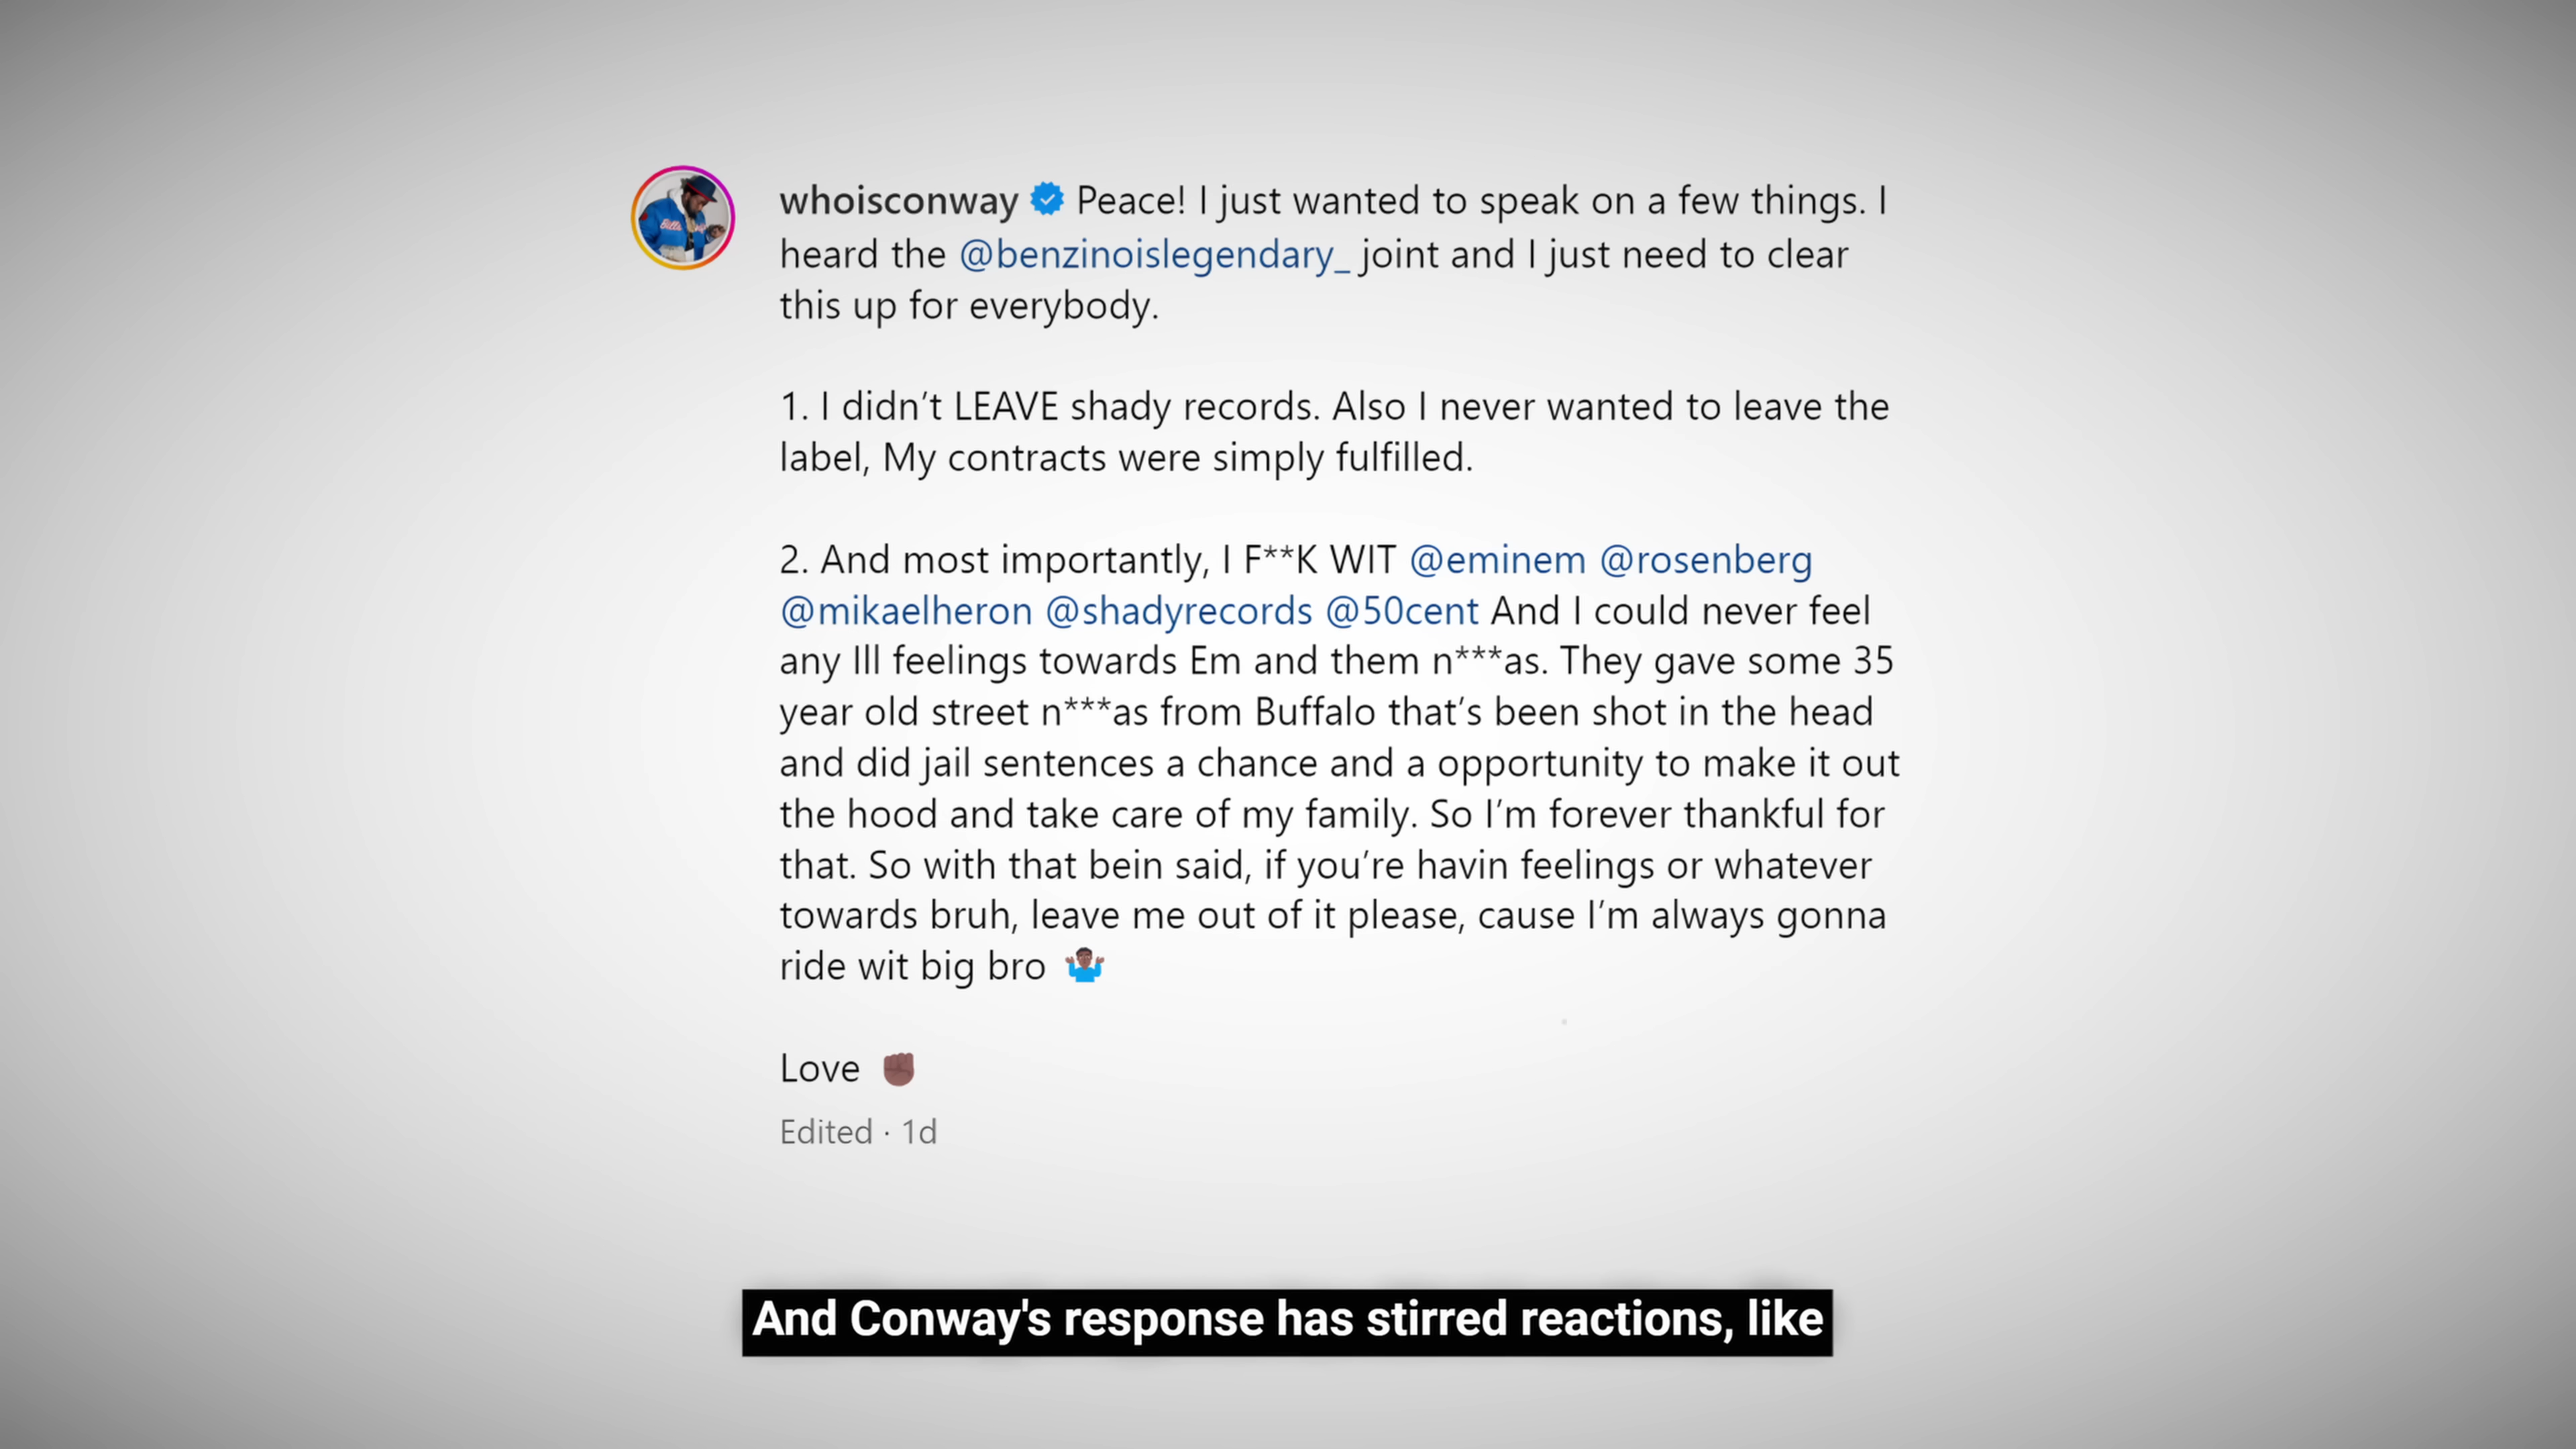 whoisconway Peace! I just wanted to speak on a few things. I
heard the @benzinoislegendary_ joint and I just need to clear
this up for everybody.
1. I didn’t LEAVE shady records. Also I never wanted to leave the
label, My contracts were simply fulfilled.
2. And most importantly, I F**K WIT @eminem @rosenberg
@mikaelheron @shadyrecords @50cent And I could never feel
any Ill feelings towards Em and them n***as. They gave some 35
year old street n***as from Buffalo that’s been shot in the head
and did jail sentences a chance and a opportunity to make it out
the hood and take care of my family. So I’m forever thankful for
that. So with that bein said, if you’re havin feelings or whatever
towards bruh, leave me out of it please, cause I’m always gonna
ride wit big bro 🤷🏾‍♂️
Love ✊🏾
Edited · 1d
And Conway's response has stirred reactions, like